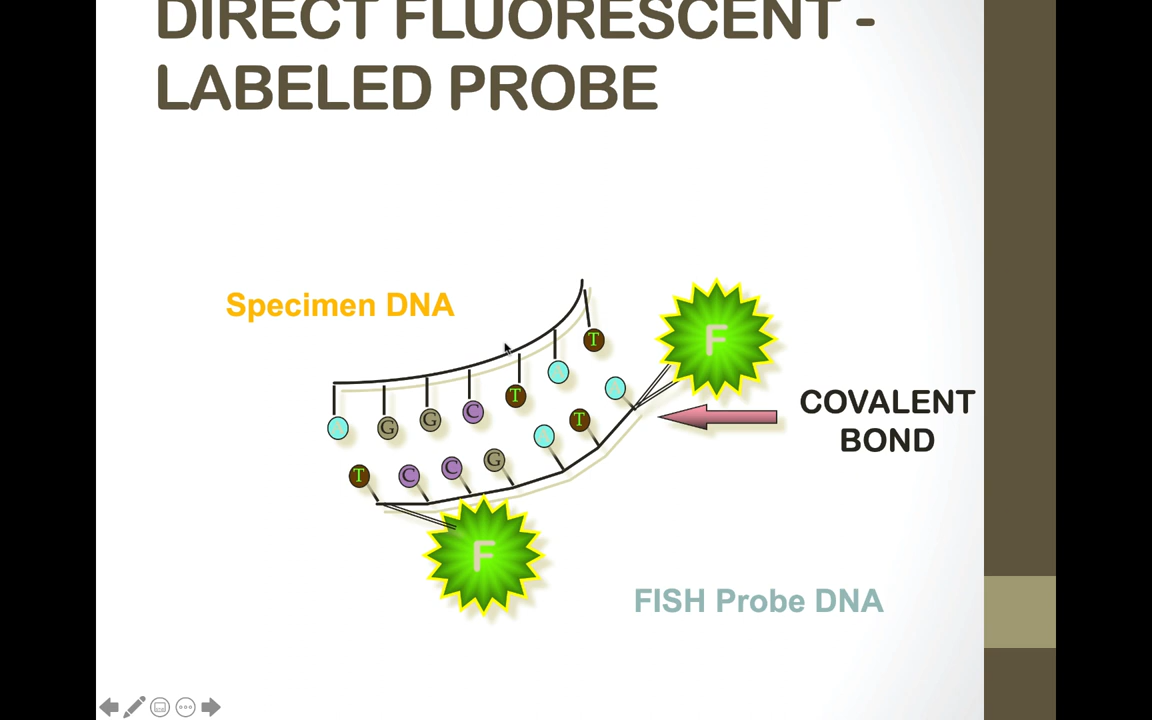 DIRECT FLUORESCENT -
LABELED PROBE
Specimen DNA
A G G C T A T
T C C G A T A
F
F
COVALENT
BOND
FISH Probe DNA